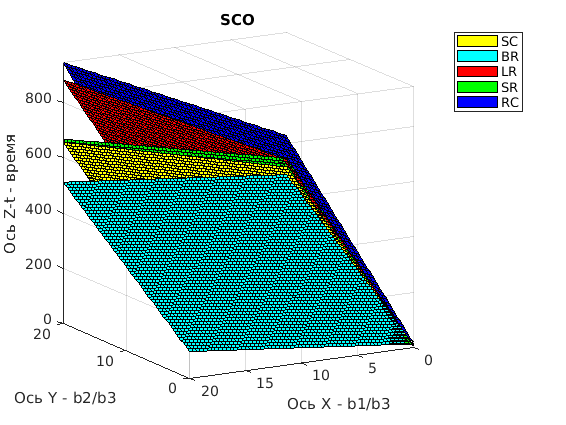 SCO
SC
BR
LR
SR
RC
800
600
400
200
0
Ось Z-t - время
20
10
0
Ось Y - b2/b3
20
15
10
5
0
Ось X - b1/b3